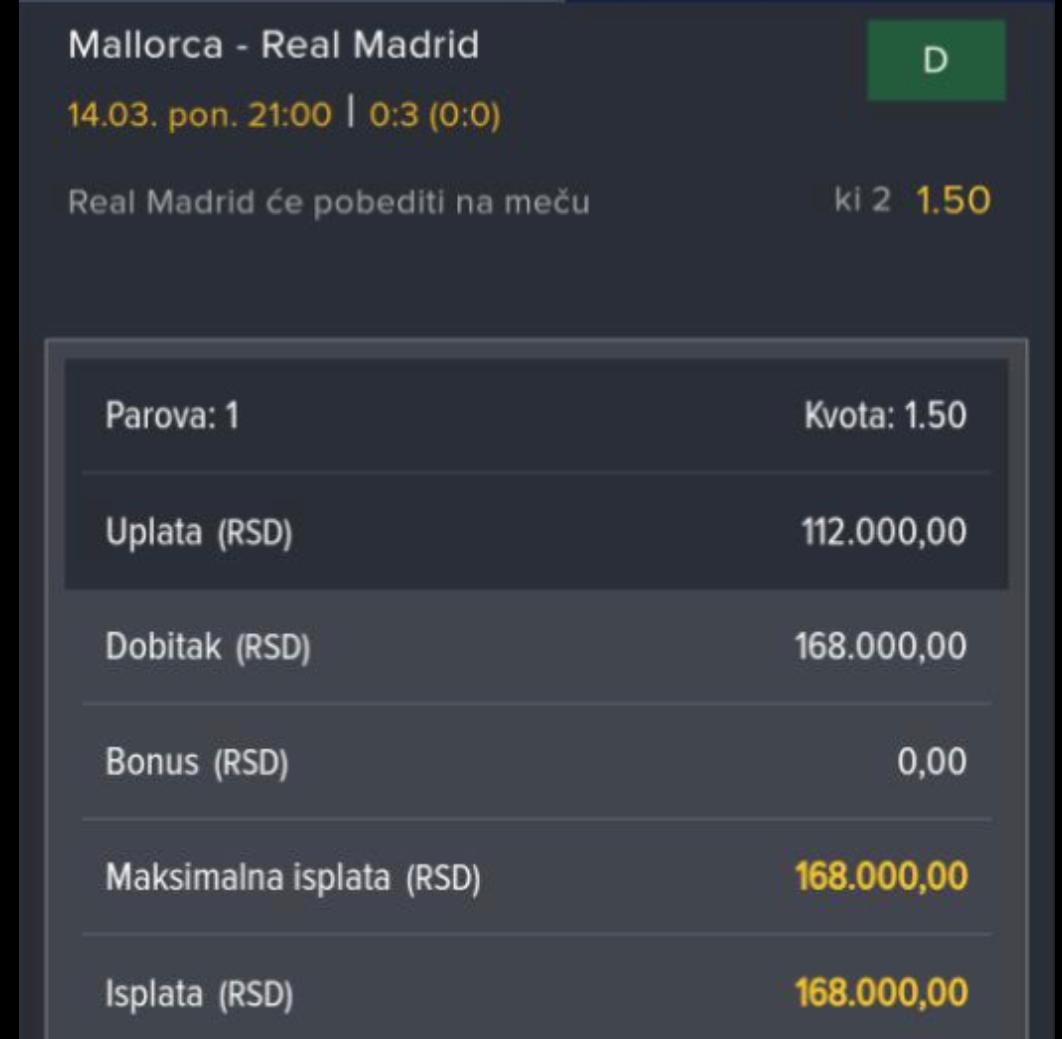 Mallorca - Real Madrid
D
14.03. pon. 21:00 | 0:3 (0:0)
Real Madrid će pobediti na meču ki 2 1.50
Parova: 1 Kvota: 1.50
Uplata (RSD) 112.000,00
Dobitak (RSD) 168.000,00
Bonus (RSD) 0,00
Maksimalna isplata (RSD) 168.000,00
Isplata (RSD) 168.000,00